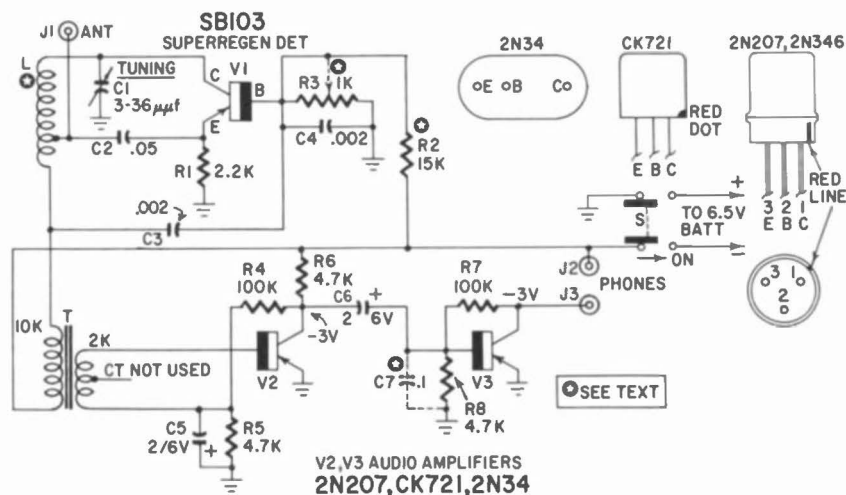 J1 ANT
SB103
SUPERREGEN DET
V1
L
TUNING
C1
3-36μμf
C
B
E
R3 1K
C4 .002
C2 .05
R1 2.2K
R2
15K
.002
C3
2N34
E B C
CK721
RED
DOT
E B C
2N207, 2N346
3 2 1
E B C
RED
LINE
3 1
2
S
+
TO 6.5V
BATT
−
ON
J2
PHONES
J3
10K
T
2K
CT NOT USED
R4
100K
R6
4.7K
C6
2
+
6V
-3V
V2
C5
2/6V
+
R5
4.7K
R7
100K
-3V
C7 .1
V3
R8
4.7K
SEE TEXT
V2,V3 AUDIO AMPLIFIERS
2N207,CK721,2N34